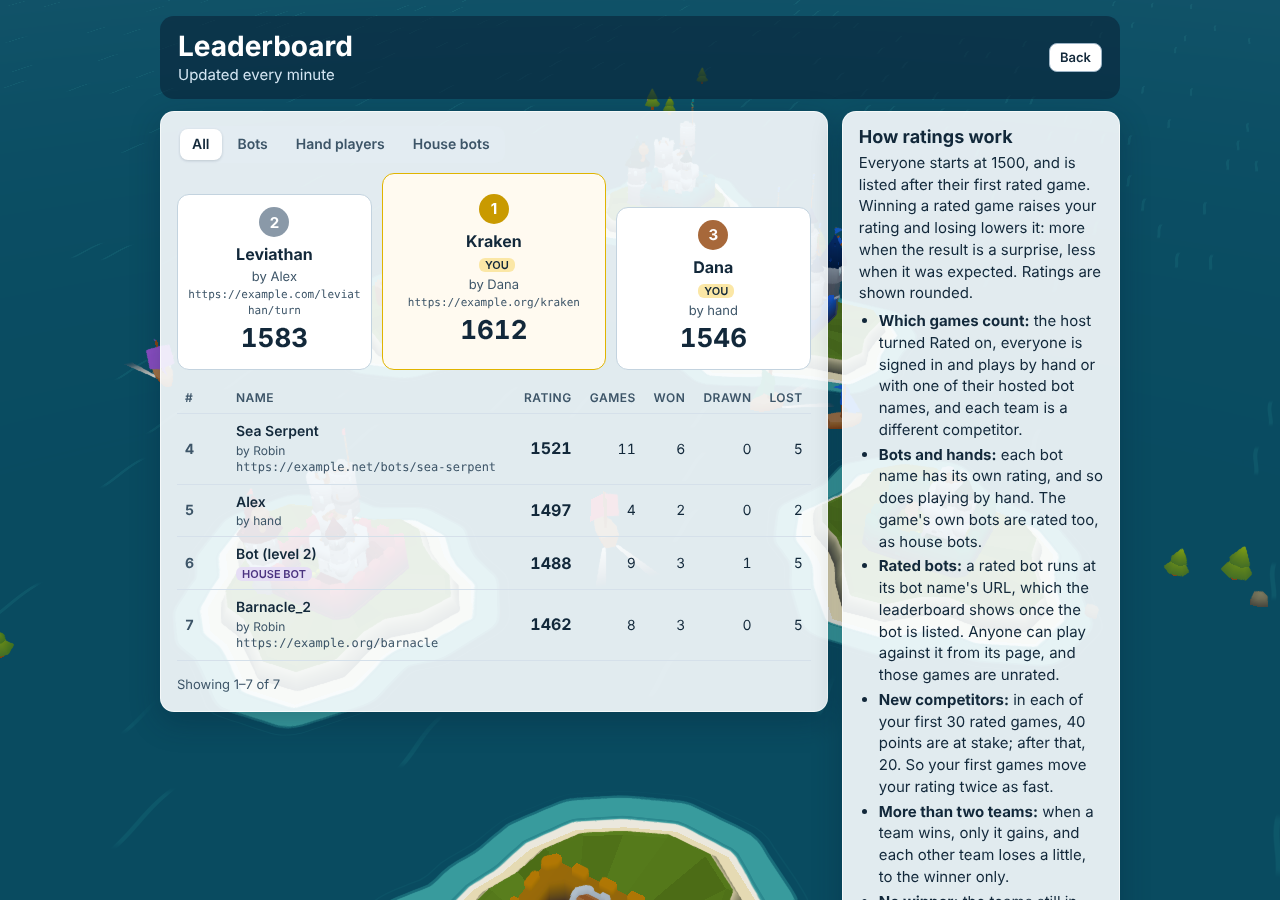 Leaderboard
Updated every minute
Back
All Bots Hand players House bots
2
Leviathan
by Alex
https://example.com/leviat
han/turn
1583
1
Kraken
YOU
by Dana
https://example.org/kraken
1612
3
Dana
YOU
by hand
1546
# NAME RATING GAMES WON DRAWN LOST
4 Sea Serpent 1521 11 6 0 5
by Robin
https://example.net/bots/sea-serpent
5 Alex 1497 4 2 0 2
by hand
6 Bot (level 2) 1488 9 3 1 5
HOUSE BOT
7 Barnacle_2 1462 8 3 0 5
by Robin
https://example.org/barnacle
Showing 1–7 of 7
How ratings work
Everyone starts at 1500, and is
listed after their first rated game.
Winning a rated game raises your
rating and losing lowers it: more
when the result is a surprise, less
when it was expected. Ratings are
shown rounded.
• Which games count: the host
turned Rated on, everyone is
signed in and plays by hand or
with one of their hosted bot
names, and each team is a
different competitor.
• Bots and hands: each bot
name has its own rating, and so
does playing by hand. The
game's own bots are rated too,
as house bots.
• Rated bots: a rated bot runs at
its bot name's URL, which the
leaderboard shows once the
bot is listed. Anyone can play
against it from its page, and
those games are unrated.
• New competitors: in each of
your first 30 rated games, 40
points are at stake; after that,
20. So your first games move
your rating twice as fast.
• More than two teams: when a
team wins, only it gains, and
each other team loses a little,
to the winner only.
• No winner: the teams still in